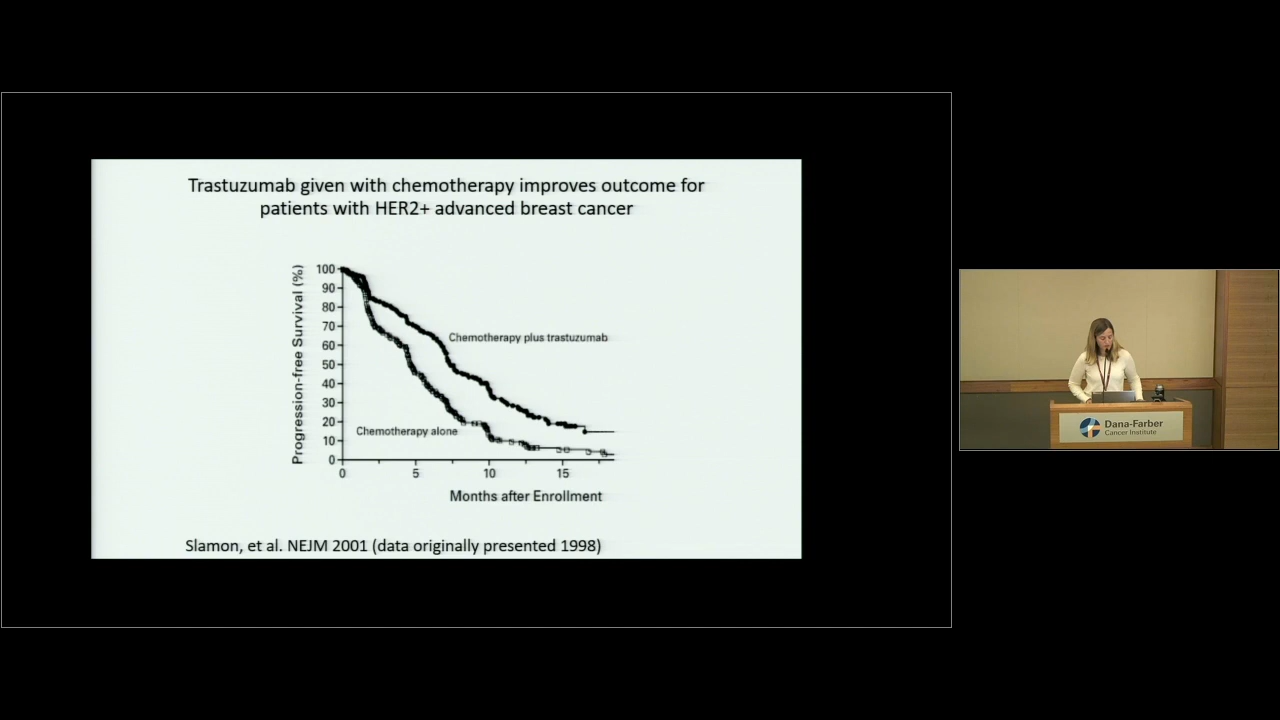 Trastuzumab given with chemotherapy improves outcome for
patients with HER2+ advanced breast cancer
Progression-free Survival (%)
100
90
80
70
60
50
40
30
20
10
0
Chemotherapy plus trastuzumab
Chemotherapy alone
0 5 10 15
Months after Enrollment
Slamon, et al. NEJM 2001 (data originally presented 1998)
Dana-Farber
Cancer Institute